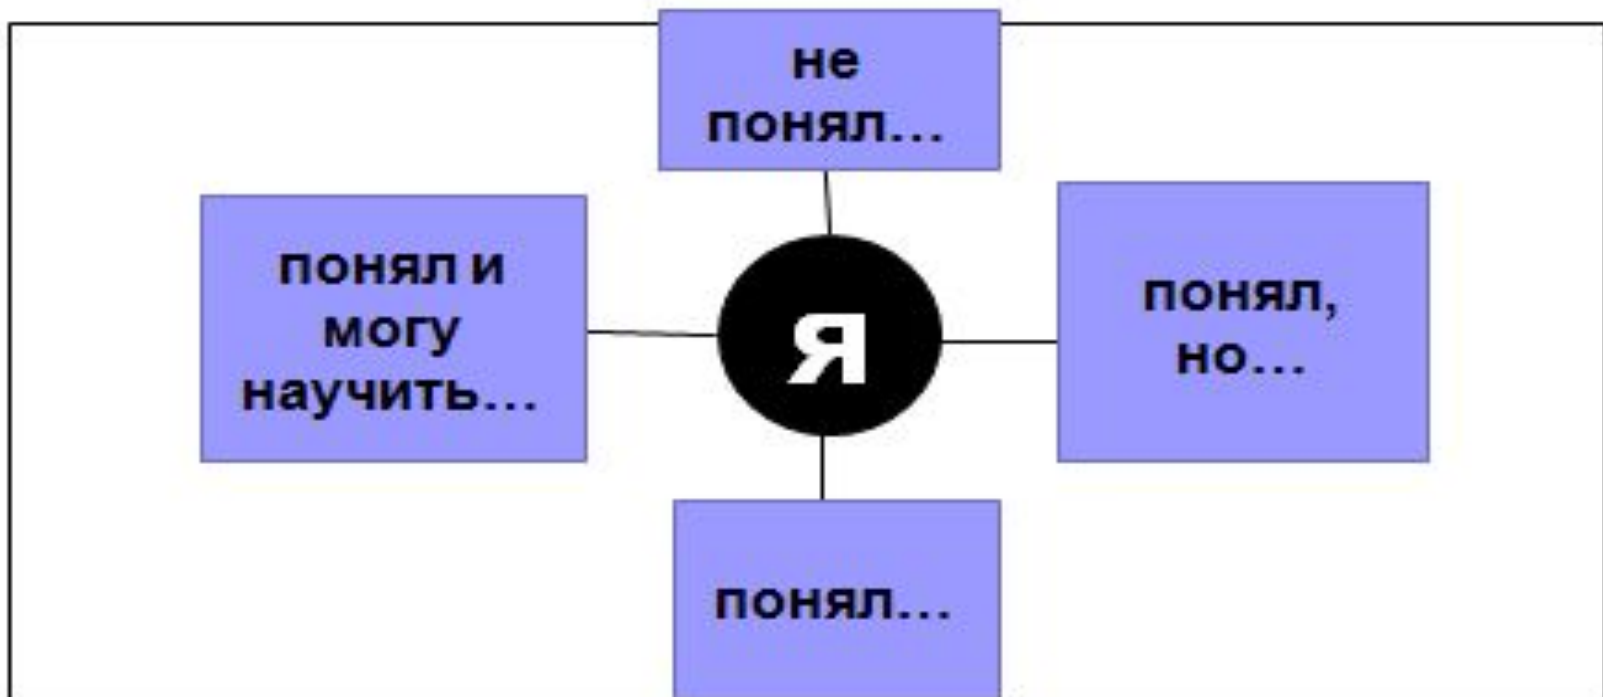 не
понял...
понял и
могу
научить...
я
понял,
но...
понял...